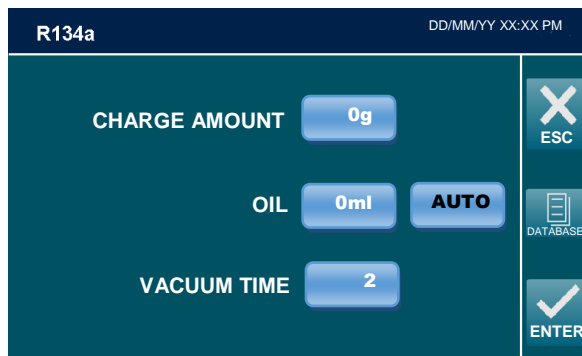 R134a
DD/MM/YY XX:XX PM
CHARGE AMOUNT 0g
ESC
OIL 0ml AUTO
DATABASE
VACUUM TIME 2
ENTER